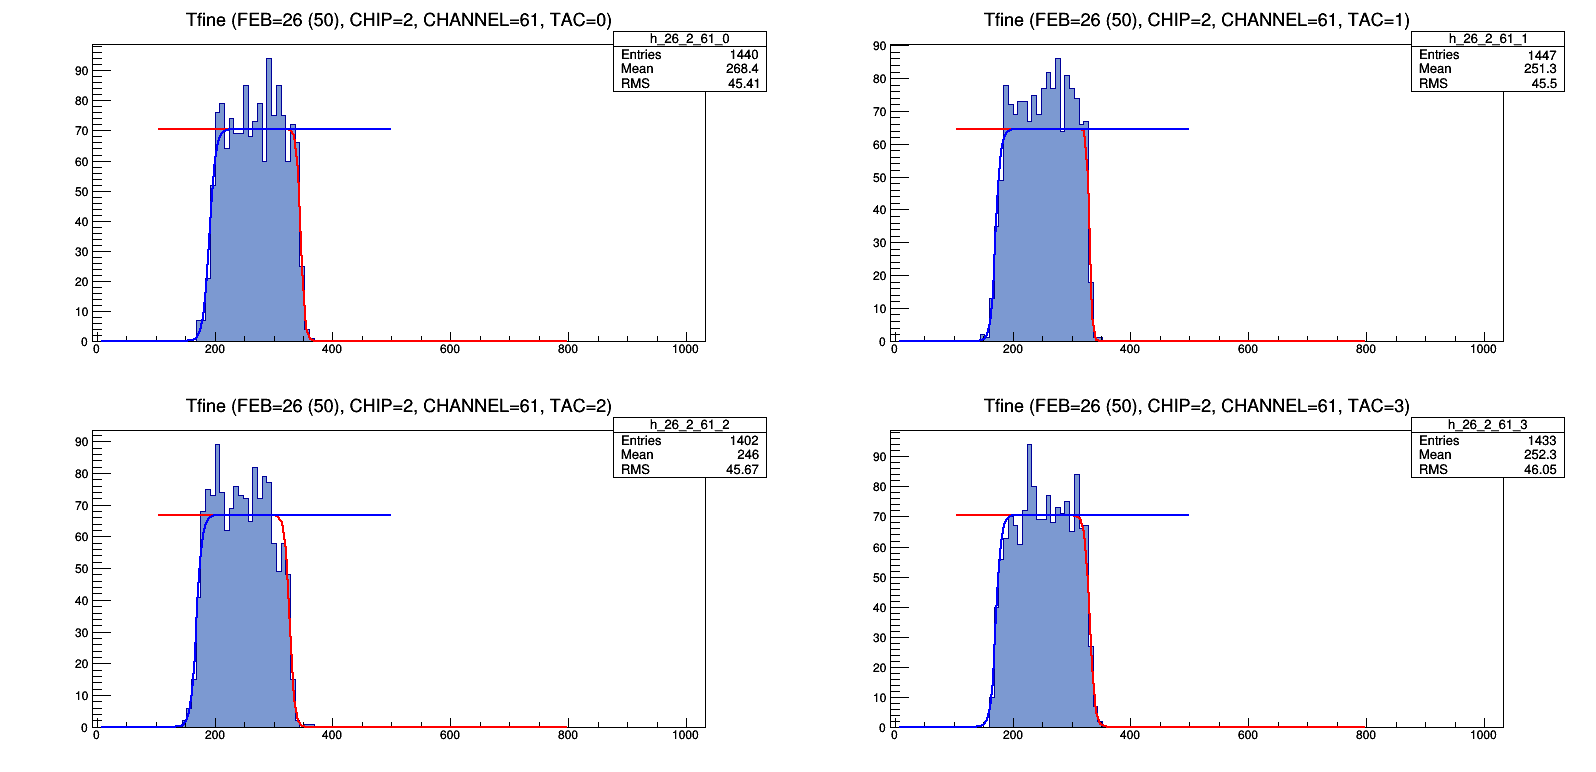 Tfine (FEB=26 (50), CHIP=2, CHANNEL=61, TAC=0)
h_26_2_61_0
Entries 1440
Mean 268.4
RMS 45.41
90
80
70
60
50
40
30
20
10
0
0 200 400 600 800 1000
Tfine (FEB=26 (50), CHIP=2, CHANNEL=61, TAC=1)
h_26_2_61_1
Entries 1447
Mean 251.3
RMS 45.5
90
80
70
60
50
40
30
20
10
0
0 200 400 600 800 1000
Tfine (FEB=26 (50), CHIP=2, CHANNEL=61, TAC=2)
h_26_2_61_2
Entries 1402
Mean 246
RMS 45.67
90
80
70
60
50
40
30
20
10
0
0 200 400 600 800 1000
Tfine (FEB=26 (50), CHIP=2, CHANNEL=61, TAC=3)
h_26_2_61_3
Entries 1433
Mean 252.3
RMS 46.05
90
80
70
60
50
40
30
20
10
0
0 200 400 600 800 1000